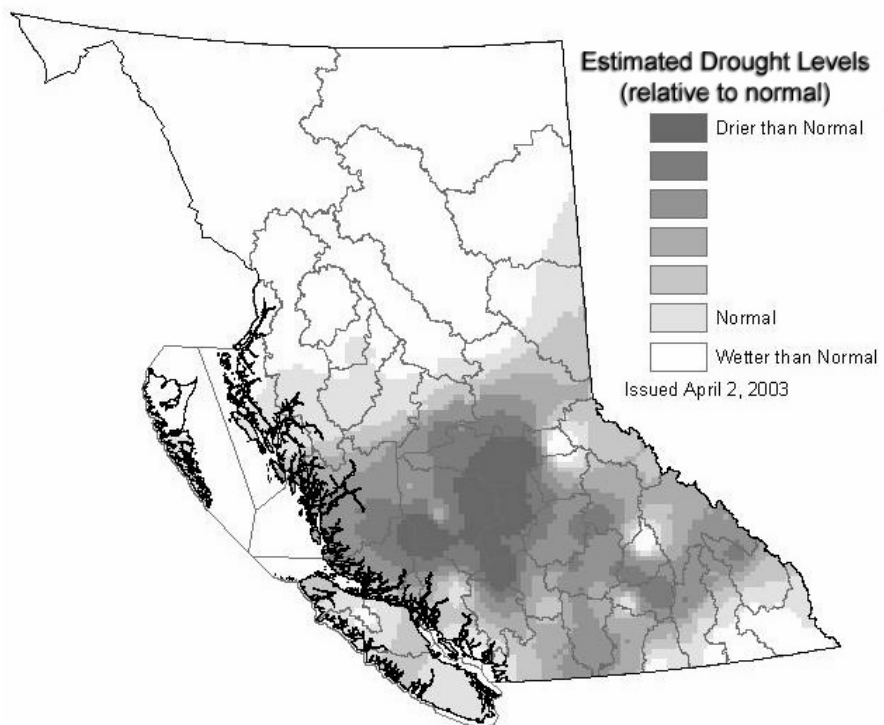 Estimated Drought Levels
(relative to normal)
Drier than Normal
Normal
Wetter than Normal
Issued April 2, 2003